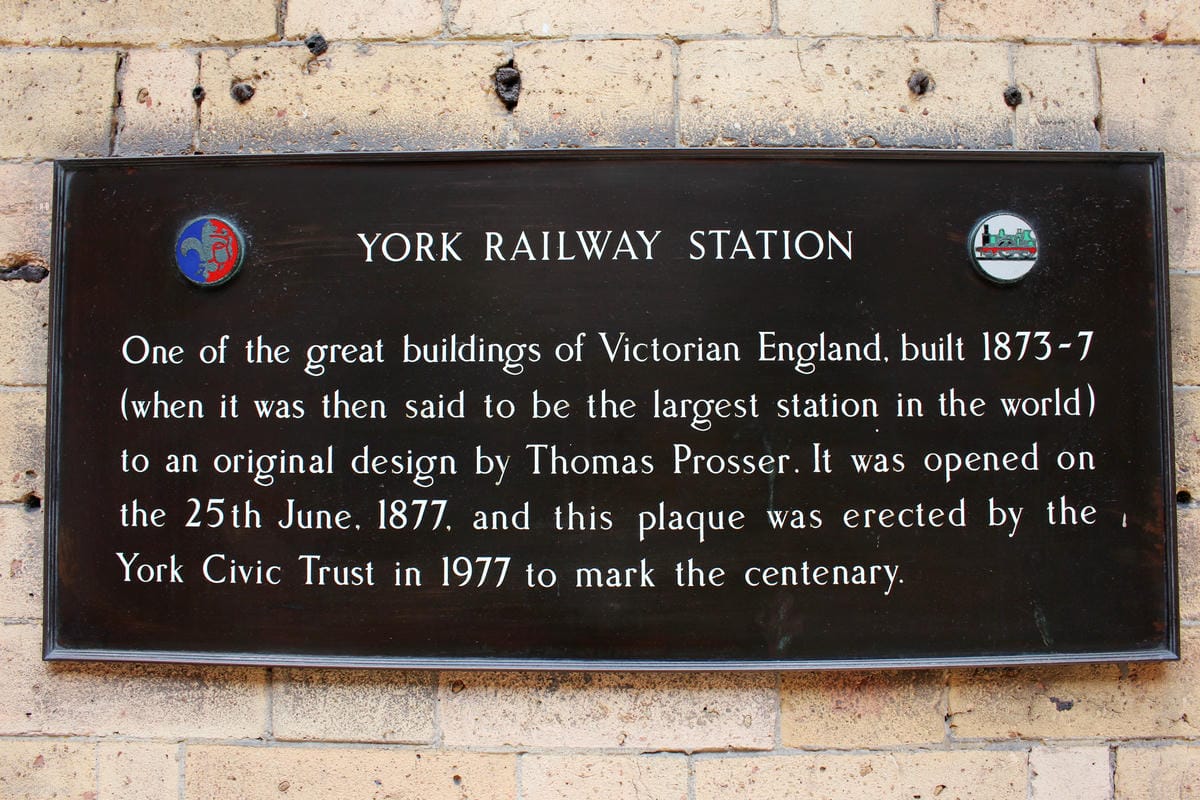 YORK RAILWAY STATION
One of the great buildings of Victorian England, built 1873-7
(when it was then said to be the largest station in the world)
to an original design by Thomas Prosser. It was opened on
the 25th June, 1877, and this plaque was erected by the
York Civic Trust in 1977 to mark the centenary.